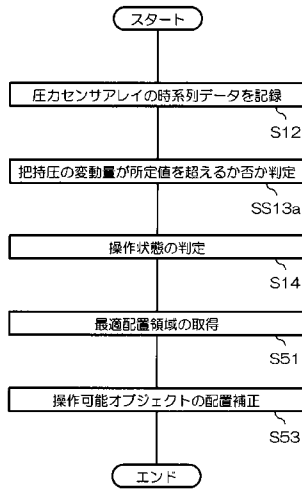 スタート
圧力センサアレイの時系列データを記録
S12
把持圧の変動量が所定値を超えるか否か判定
SS13a
操作状態の判定
S14
最適配置領域の取得
S51
操作可能オブジェクトの配置補正
S53
エンド